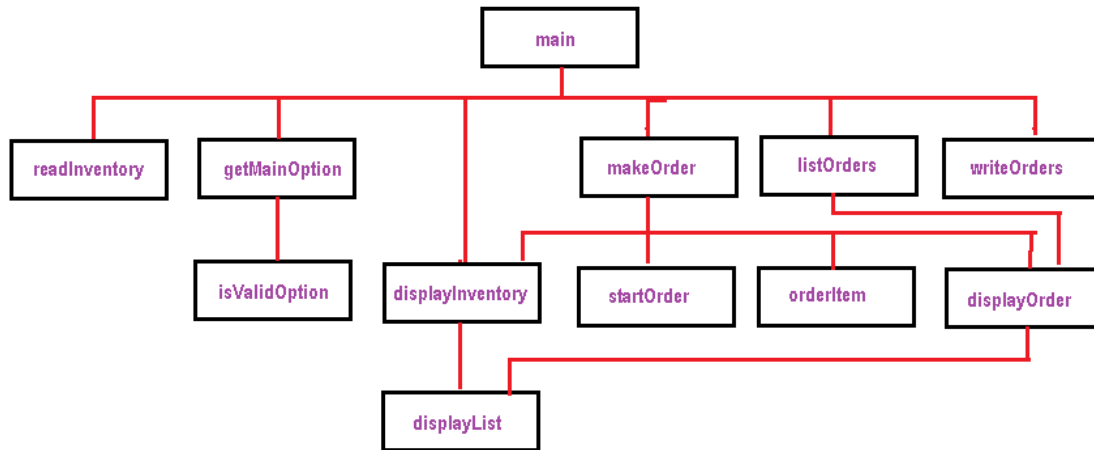 main
readInventory
getMainOption
makeOrder
listOrders
writeOrders
isValidOption
displayInventory
startOrder
orderItem
displayOrder
displayList